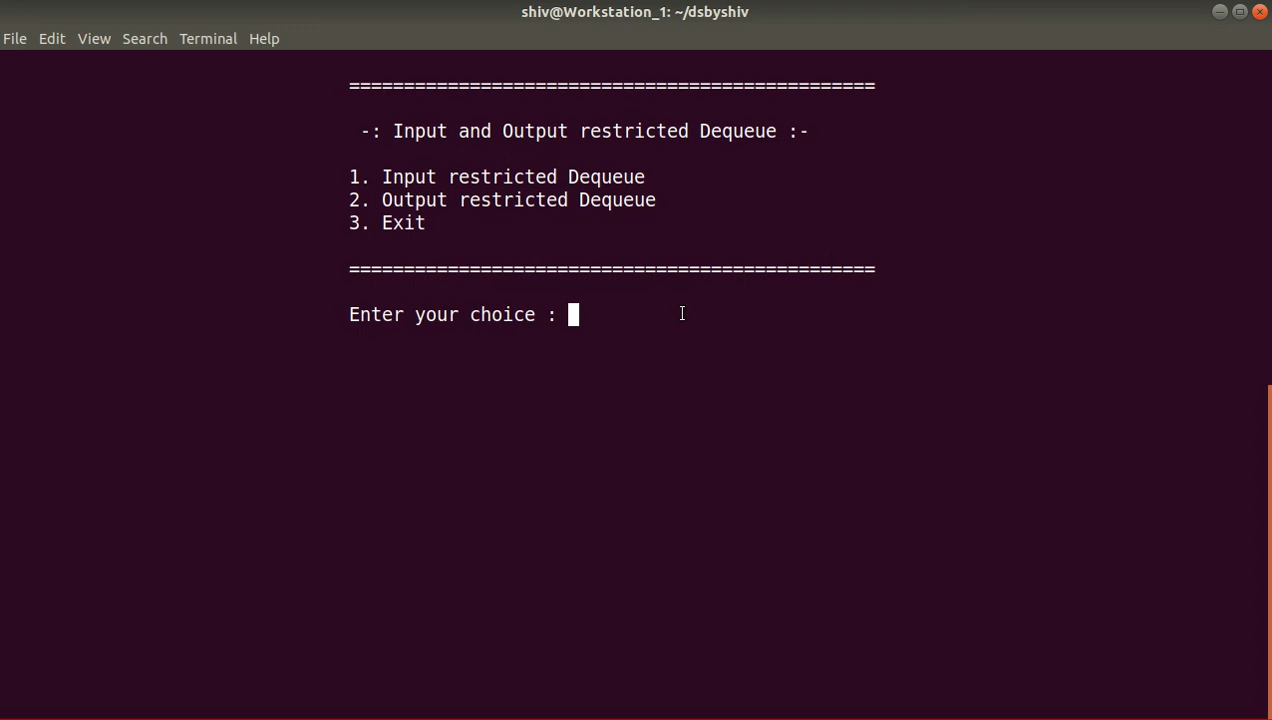 shiv@Workstation_1: ~/dsbyshiv
File Edit View Search Terminal Help
================================================
-: Input and Output restricted Dequeue :-
1. Input restricted Dequeue
2. Output restricted Dequeue
3. Exit
================================================
Enter your choice :